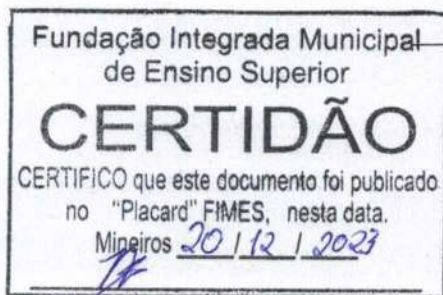 Fundação Integrada Municipal
de Ensino Superior
CERTIDÃO
CERTIFICO que este documento foi publicado
no "Placard" FIMES, nesta data.
Mineiros 20 / 12 / 2023